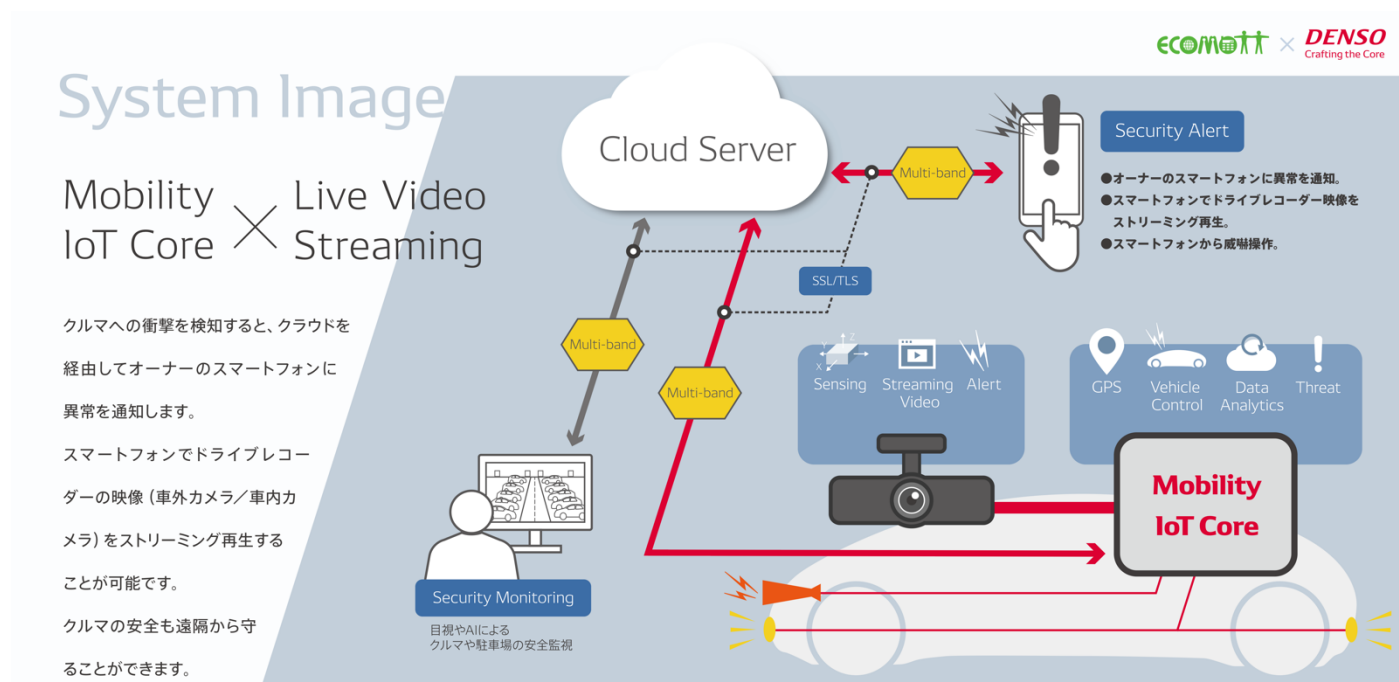 ECOMOTT × DENSO
Crafting the Core
System Image
Mobility
IoT Core
×
Live Video
Streaming
クルマへの衝撃を検知すると、クラウドを
経由してオーナーのスマートフォンに
異常を通知します。
スマートフォンでドライブレコー
ダーの映像（車外カメラ／車内カ
メラ）をストリーミング再生する
ことが可能です。
クルマの安全も遠隔から守
ることができます。
Cloud Server
Multi-band
Security Alert
●オーナーのスマートフォンに異常を通知。
●スマートフォンでドライブレコーダー映像を
ストリーミング再生。
●スマートフォンから威嚇操作。
SSL/TLS
Multi-band
Multi-band
X
Y
Z
Sensing
Streaming
Video
Alert
GPS
Vehicle
Control
Data
Analytics
Threat
Mobility
IoT Core
Security Monitoring
目視やAIによる
クルマや駐車場の安全監視